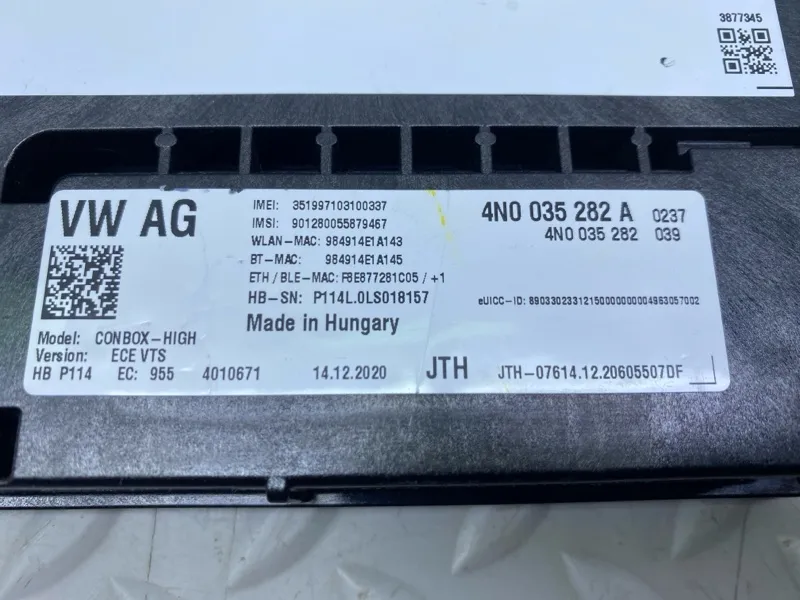 3877345
VW AG
IMEI: 351997103100337
IMSI: 901280055879467
WLAN-MAC: 984914E1A143
BT-MAC: 984914E1A145
ETH / BLE-MAC: F8E877281C05 / +1
HB-SN: P114L.0LS018157
Made in Hungary
4N0 035 282 A 0237
4N0 035 282 039
eUICC-ID: 89033023312150000000004963057002
Model: CONBOX-HIGH
Version: ECE VTS
HB P114 EC: 955 4010671 14.12.2020 JTH JTH-07614.12.20605507DF